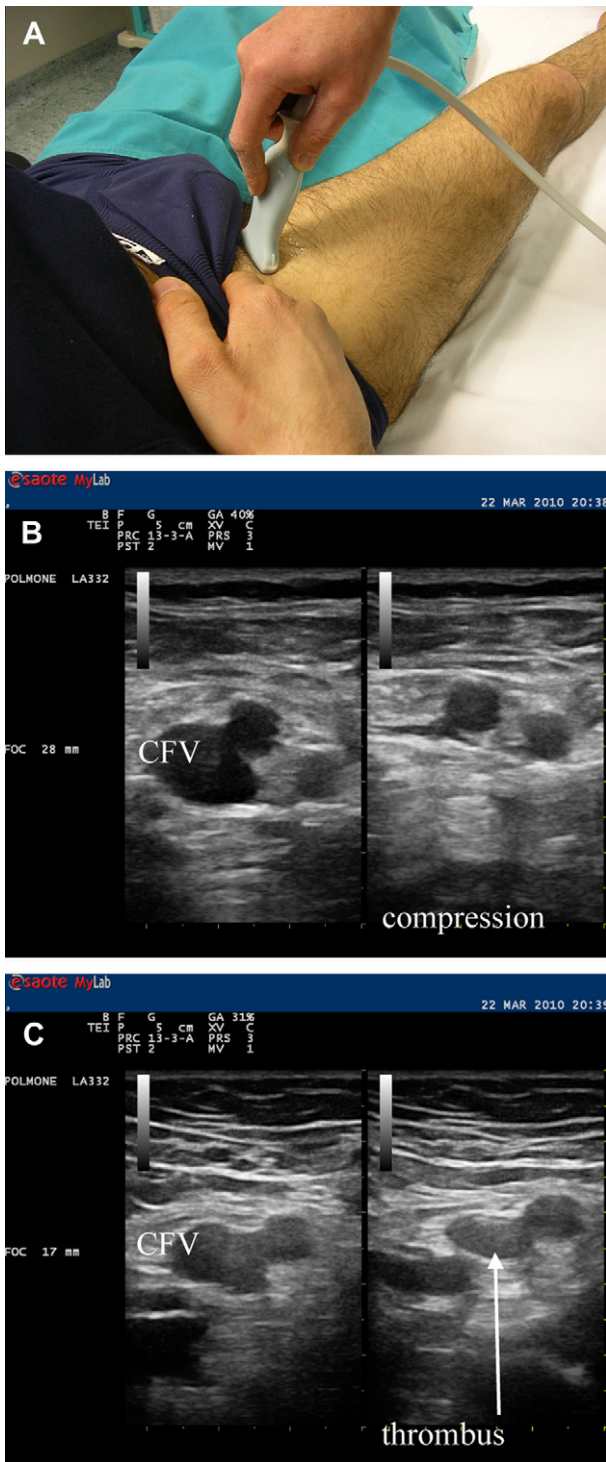 A
esaote MyLab
,
22 MAR 2010 20:38
B
B F G GA 40%
TEI P 5 cm XV C
PRC 13-3-A PRS 3
PST 2 MV 1
POLMONE LA332
CFV
FOC 28 mm
compression
esaote MyLab
,
22 MAR 2010 20:39
C
B F G GA 31%
TEI P 5 cm XV C
PRC 13-3-A PRS 3
PST 2 MV 1
POLMONE LA332
CFV
FOC 17 mm
thrombus